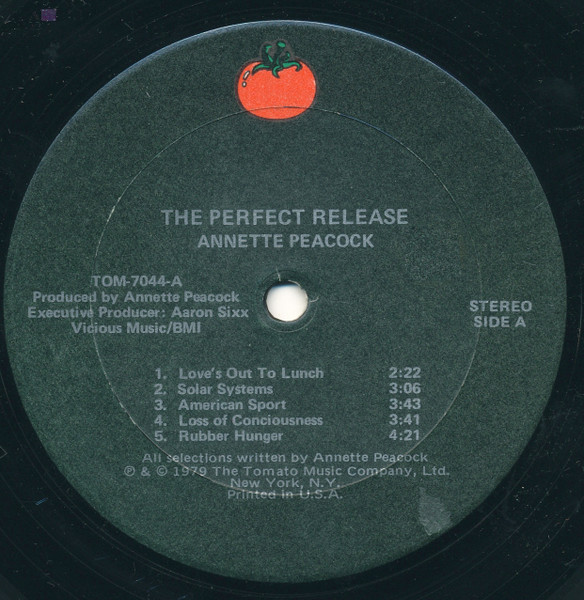 THE PERFECT RELEASE
ANNETTE PEACOCK
TOM-7044-A
Produced by Annette Peacock
Executive Producer: Aaron Sixx
Vicious Music/BMI
STEREO
SIDE A
1. Love's Out To Lunch 2:22
2. Solar Systems 3:06
3. American Sport 3:43
4. Loss of Conciousness 3:41
5. Rubber Hunger 4:21
All selections written by Annette Peacock
℗ & © 1979 The Tomato Music Company, Ltd.
New York, N.Y.
Printed in U.S.A.